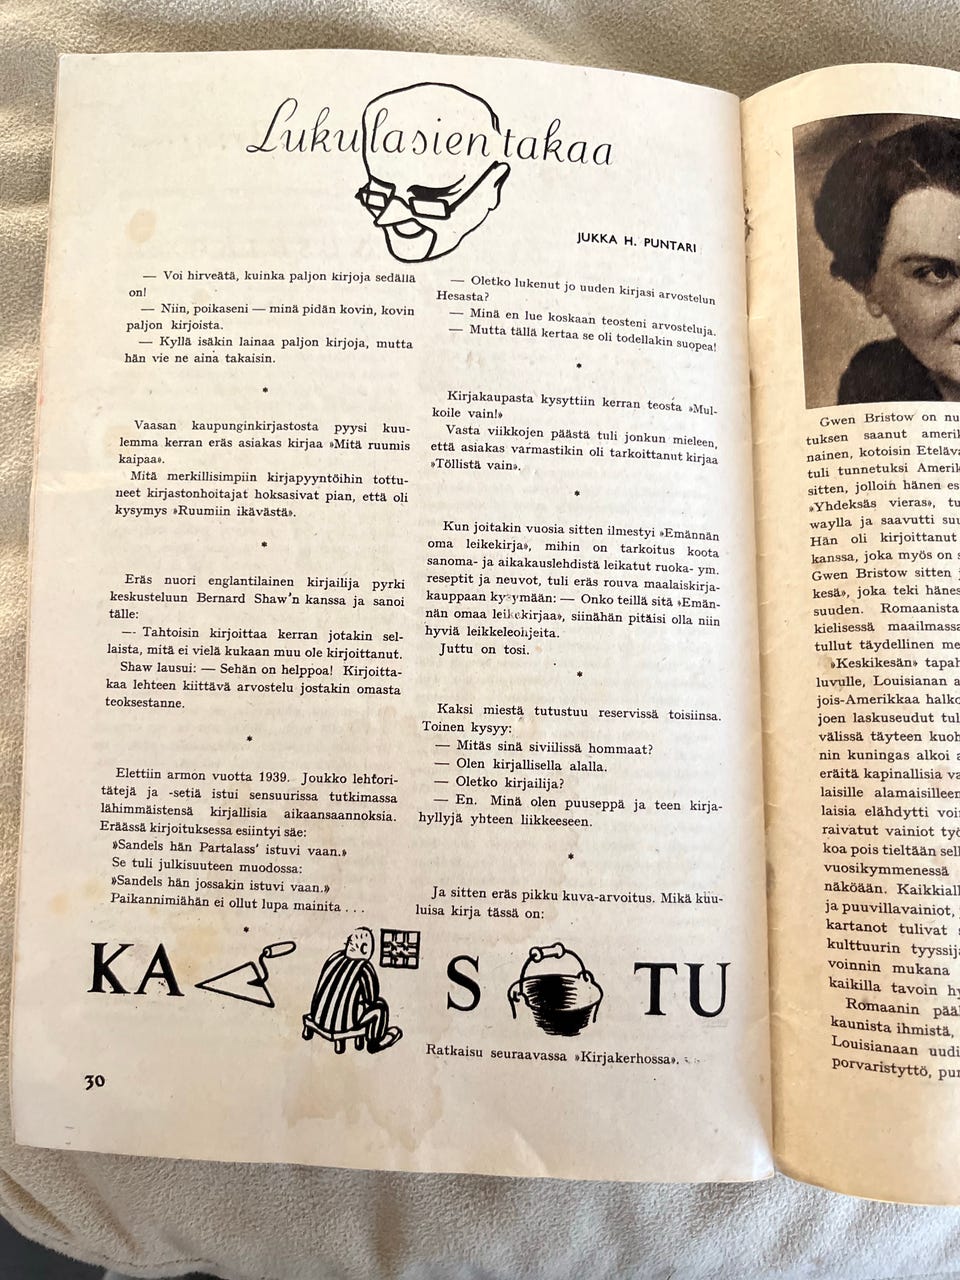 Lukulasien takaa
JUKKA H. PUNTARI
— Voi hirveätä, kuinka paljon kirjoja sedällä
on!
— Niin, poikaseni — minä pidän kovin, kovin
paljon kirjoista.
— Kyllä isäkin lainaa paljon kirjoja, mutta
hän vie ne aina takaisin.
*
Vaasan kaupunginkirjastosta pyysi kuu-
lemma kerran eräs asiakas kirjaa »Mitä ruumis
kaipaa».
Mitä merkillisimpiin kirjapyyntöihin tottu-
neet kirjastonhoitajat hoksasivat pian, että oli
kysymys »Ruumiin ikävästä».
*
Eräs nuori englantilainen kirjailija pyrki
keskusteluun Bernard Shaw'n kanssa ja sanoi
tälle:
— Tahtoisin kirjoittaa kerran jotakin sel-
laista, mitä ei vielä kukaan muu ole kirjoittanut.
Shaw lausui: — Sehän on helppoa! Kirjoitta-
kaa lehteen kiittävä arvostelu jostakin omasta
teoksestanne.
*
Elettiin armon vuotta 1939. Joukko lehtori-
tätejä ja -setiä istui sensuurissa tutkimassa
lähimmäistensä kirjallisia aikaansaannoksia.
Eräässä kirjoituksessa esiintyi säe:
»Sandels hän Partalass' istuvi vaan.»
Se tuli julkisuuteen muodossa:
»Sandels hän jossakin istuvi vaan.»
Paikannimiähän ei ollut lupa mainita . . .
*
— Oletko lukenut jo uuden kirjasi arvostelun
Hesasta?
— Minä en lue koskaan teosteni arvosteluja.
— Mutta tällä kertaa se oli todellakin suopea!
*
Kirjakaupasta kysyttiin kerran teosta »Mul-
koile vain!»
Vasta viikkojen päästä tuli jonkun mieleen,
että asiakas varmastikin oli tarkoittanut kirjaa
»Töllistä vain».
*
Kun joitakin vuosia sitten ilmestyi »Emännän
oma leikekirja», mihin on tarkoitus koota
sanoma- ja aikakauslehdistä leikatut ruoka- ym.
reseptit ja neuvot, tuli eräs rouva maalaiskirja-
kauppaan kysymään: — Onko teillä sitä »Emän-
nän omaa leikekirjaa», siinähän pitäisi olla niin
hyviä leikkeleohjeita.
Juttu on tosi.
*
Kaksi miestä tutustuu reservissä toisiinsa.
Toinen kysyy:
— Mitäs sinä siviilissä hommaat?
— Olen kirjallisella alalla.
— Oletko kirjailija?
— En. Minä olen puuseppä ja teen kirja-
hyllyjä yhteen liikkeeseen.
*
Ja sitten eräs pikku kuva-arvoitus. Mikä kuu-
luisa kirja tässä on:
KA S TU
Ratkaisu seuraavassa »Kirjakerhossa».
30
Gwen Bristow on nu
tuksen saanut amerik
nainen, kotoisin Eteläva
tuli tunnetuksi Amerik
sitten, jolloin hänen es
»Yhdeksäs vieras», tu
waylla ja saavutti suu
Hän oli kirjoittanut
kanssa, joka myös on s
Gwen Bristow sitten j
kesä», joka teki hänes
suuden. Romaanista
kielisessä maailmassa
tullut täydellinen me
»Keskikesän» tapah
luvulle, Louisianan a
jois-Amerikkaa halko
joen laskuseudut tul
välissä täyteen kuoh
nin kuningas alkoi a
eräitä kapinallisia va
laisille alamaisilleen
laisia elähdytti voi
raivatut vainiot työ
koa pois tieltään sell
vuosikymmenessä
näköään. Kaikkiall
ja puuvillavainiot,
kartanot tulivat s
kulttuurin tyyssij
voinnin mukana
kaikilla tavoin hy
Romaanin pää
kaunista ihmistä,
Louisianaan uudi
porvaristyttö, pu